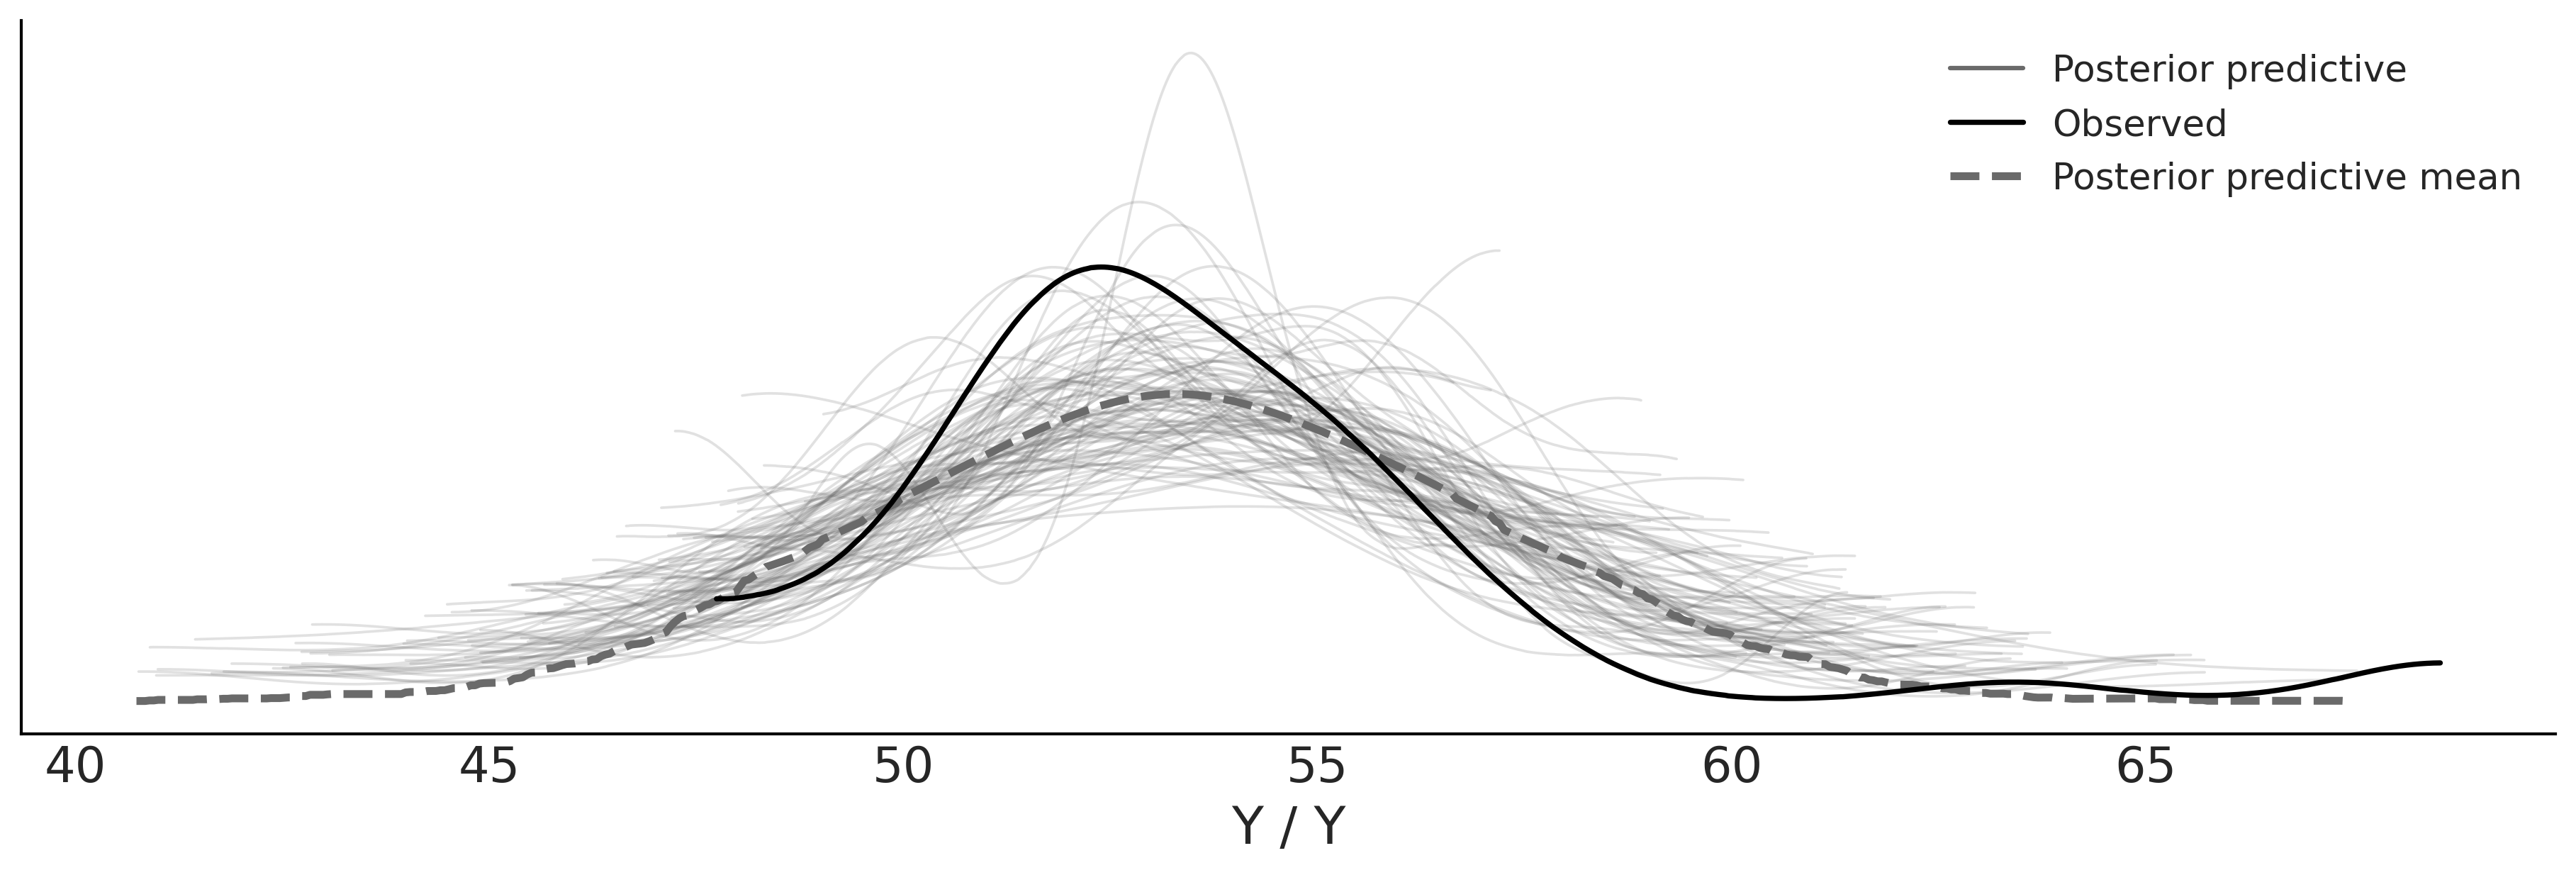 Posterior predictive
Observed
Posterior predictive mean
40 45 50 55 60 65
Y / Y